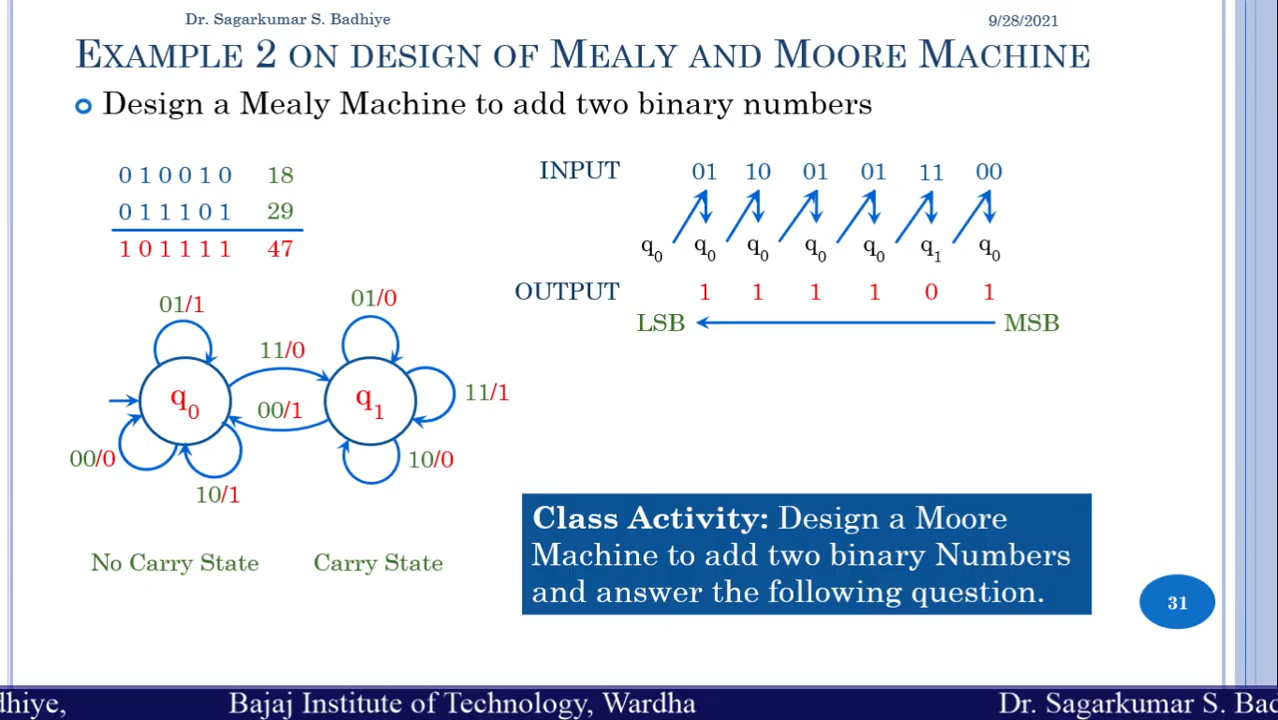 Dr. Sagarkumar S. Badhiye 9/28/2021
EXAMPLE 2 ON DESIGN OF MEALY AND MOORE MACHINE
Design a Mealy Machine to add two binary numbers
0 1 0 0 1 0 18
0 1 1 1 0 1 29
1 0 1 1 1 1 47
INPUT 01 10 01 01 11 00
q0 q0 q0 q0 q0 q1 q0
OUTPUT 1 1 1 1 0 1
LSB MSB
01/1 01/0
11/0
q0 q1 11/1
00/1
00/0 10/0
10/1
No Carry State Carry State
Class Activity: Design a Moore
Machine to add two binary Numbers
and answer the following question.
31
dhiye, Bajaj Institute of Technology, Wardha Dr. Sagarkumar S. Bad